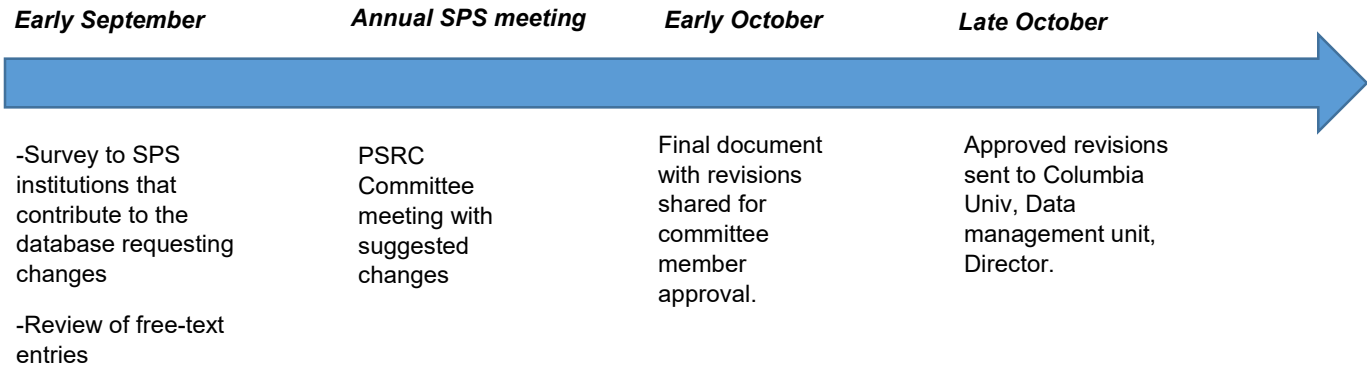 Early September
Annual SPS meeting
Early October
Late October
-Survey to SPS
institutions that
contribute to the
database requesting
changes
-Review of free-text
entries
PSRC
Committee
meeting with
suggested
changes
Final document
with revisions
shared for
committee
member
approval.
Approved revisions
sent to Columbia
Univ, Data
management unit,
Director.